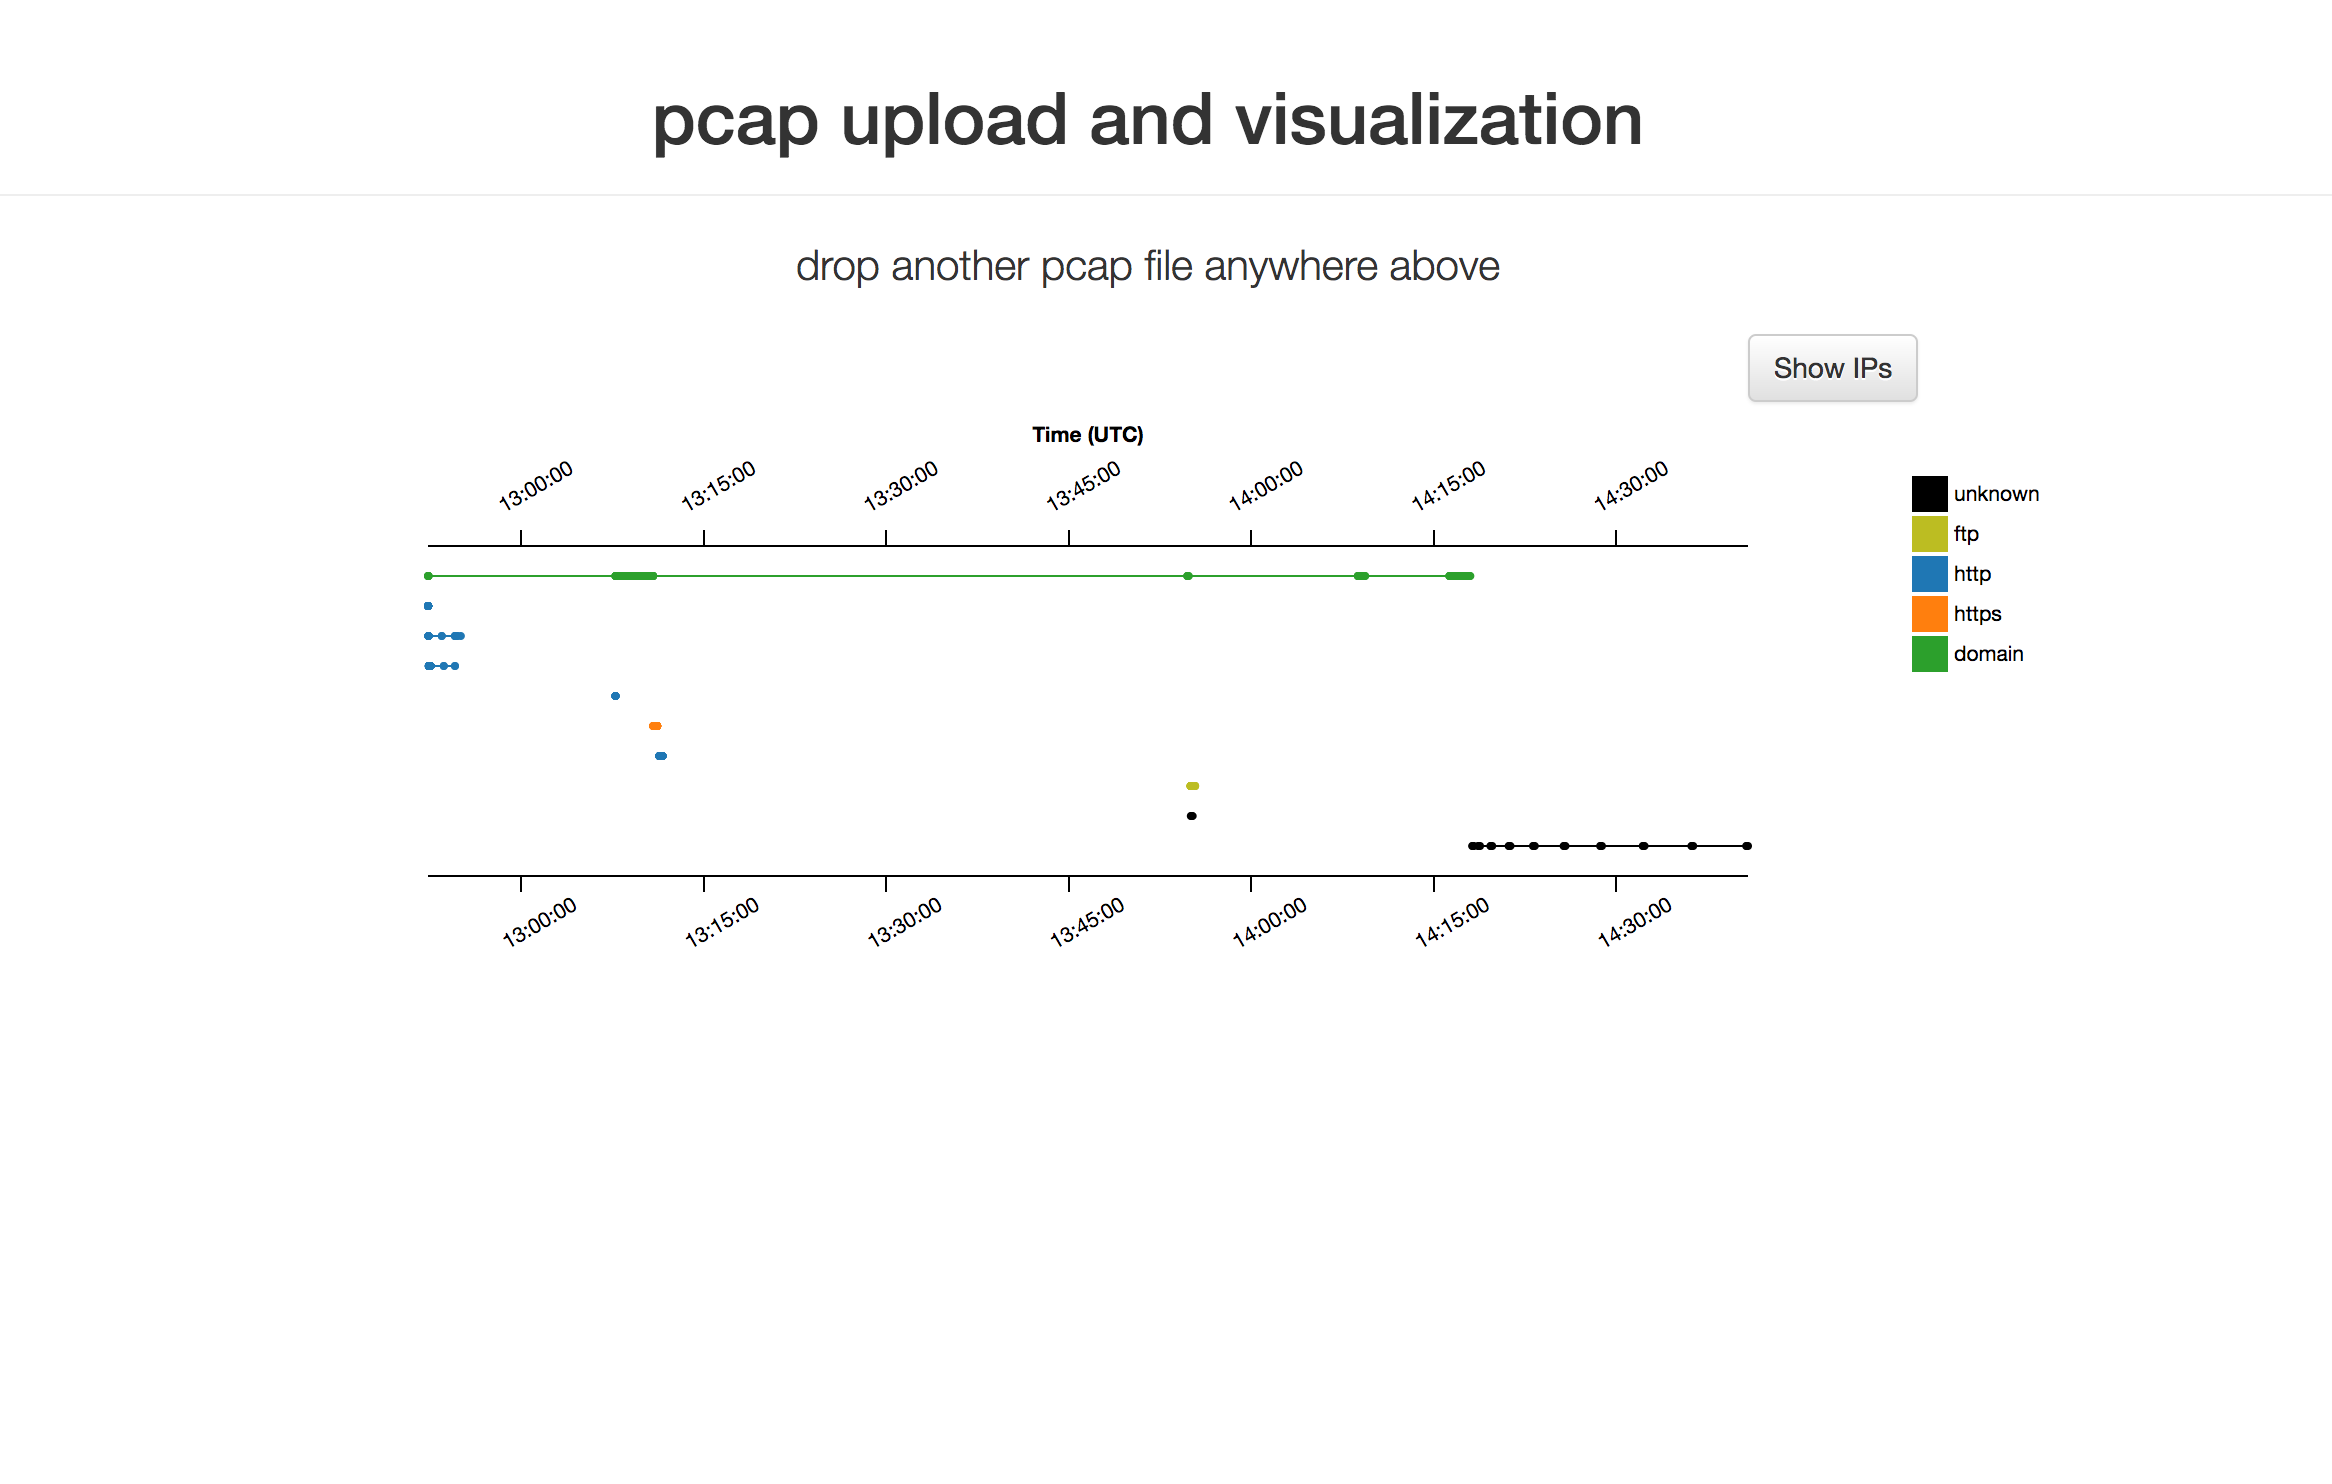 pcap upload and visualization
drop another pcap file anywhere above
Show IPs
Time (UTC)
13:00:00 13:15:00 13:30:00 13:45:00 14:00:00 14:15:00 14:30:00
unknown
ftp
http
https
domain
13:00:00 13:15:00 13:30:00 13:45:00 14:00:00 14:15:00 14:30:00